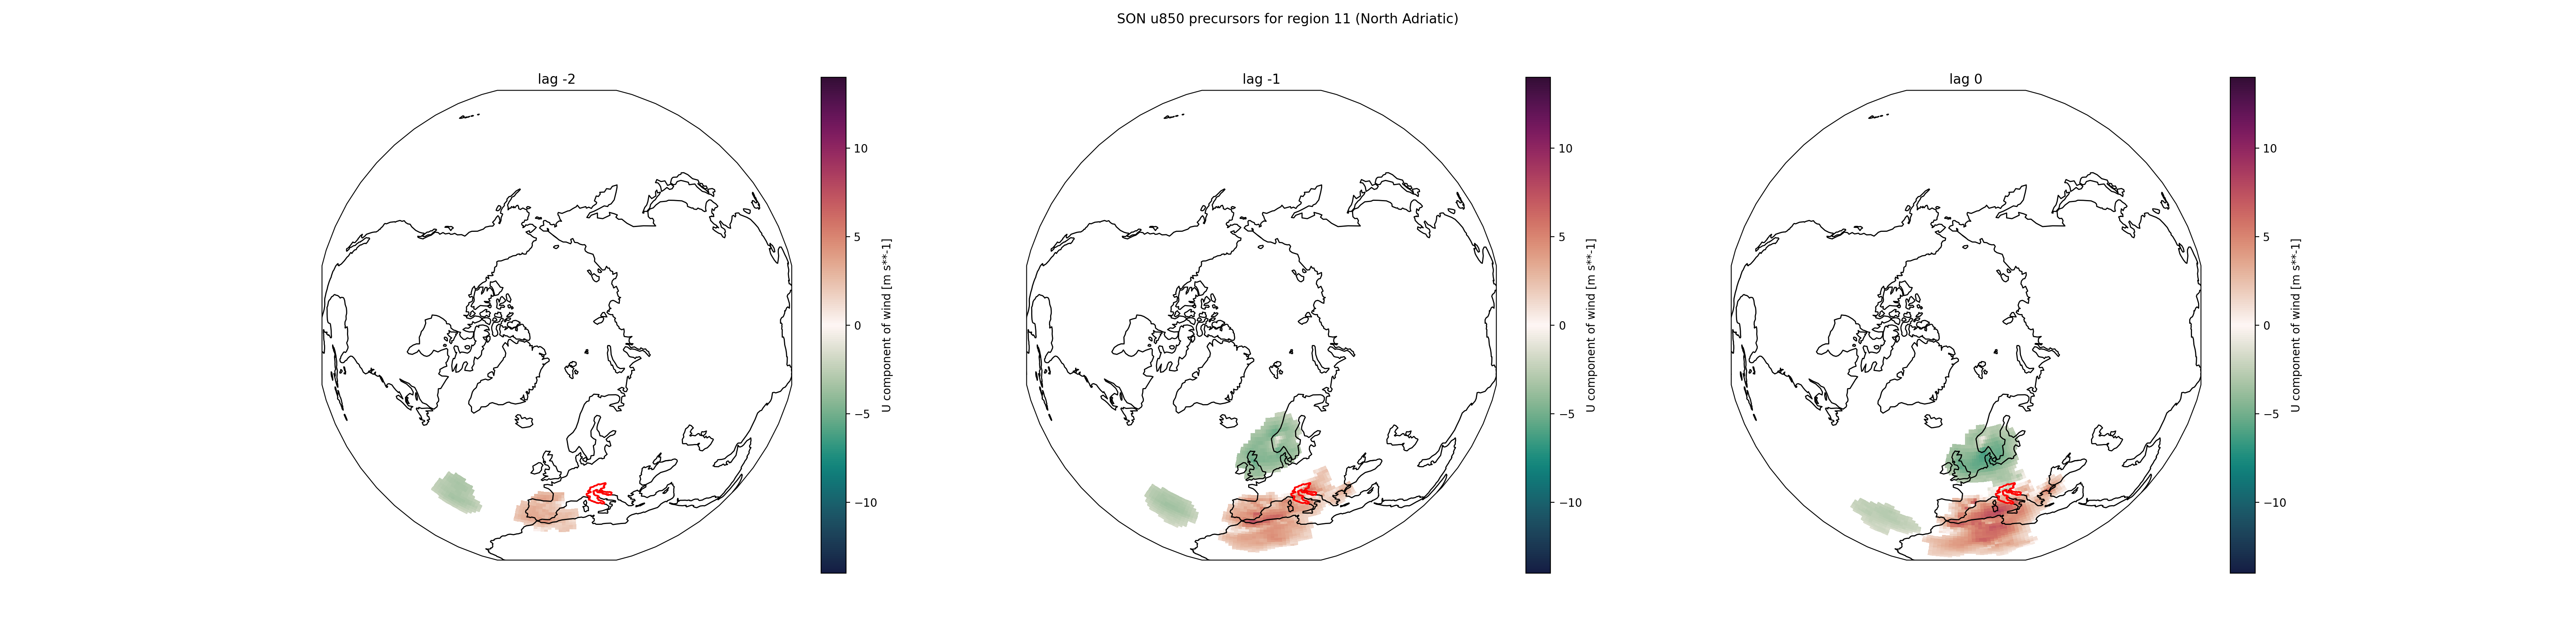 SON u850 precursors for region 11 (North Adriatic)
lag -2
10
5
0
−5
−10
U component of wind [m s**-1]
lag -1
10
5
0
−5
−10
U component of wind [m s**-1]
lag 0
10
5
0
−5
−10
U component of wind [m s**-1]